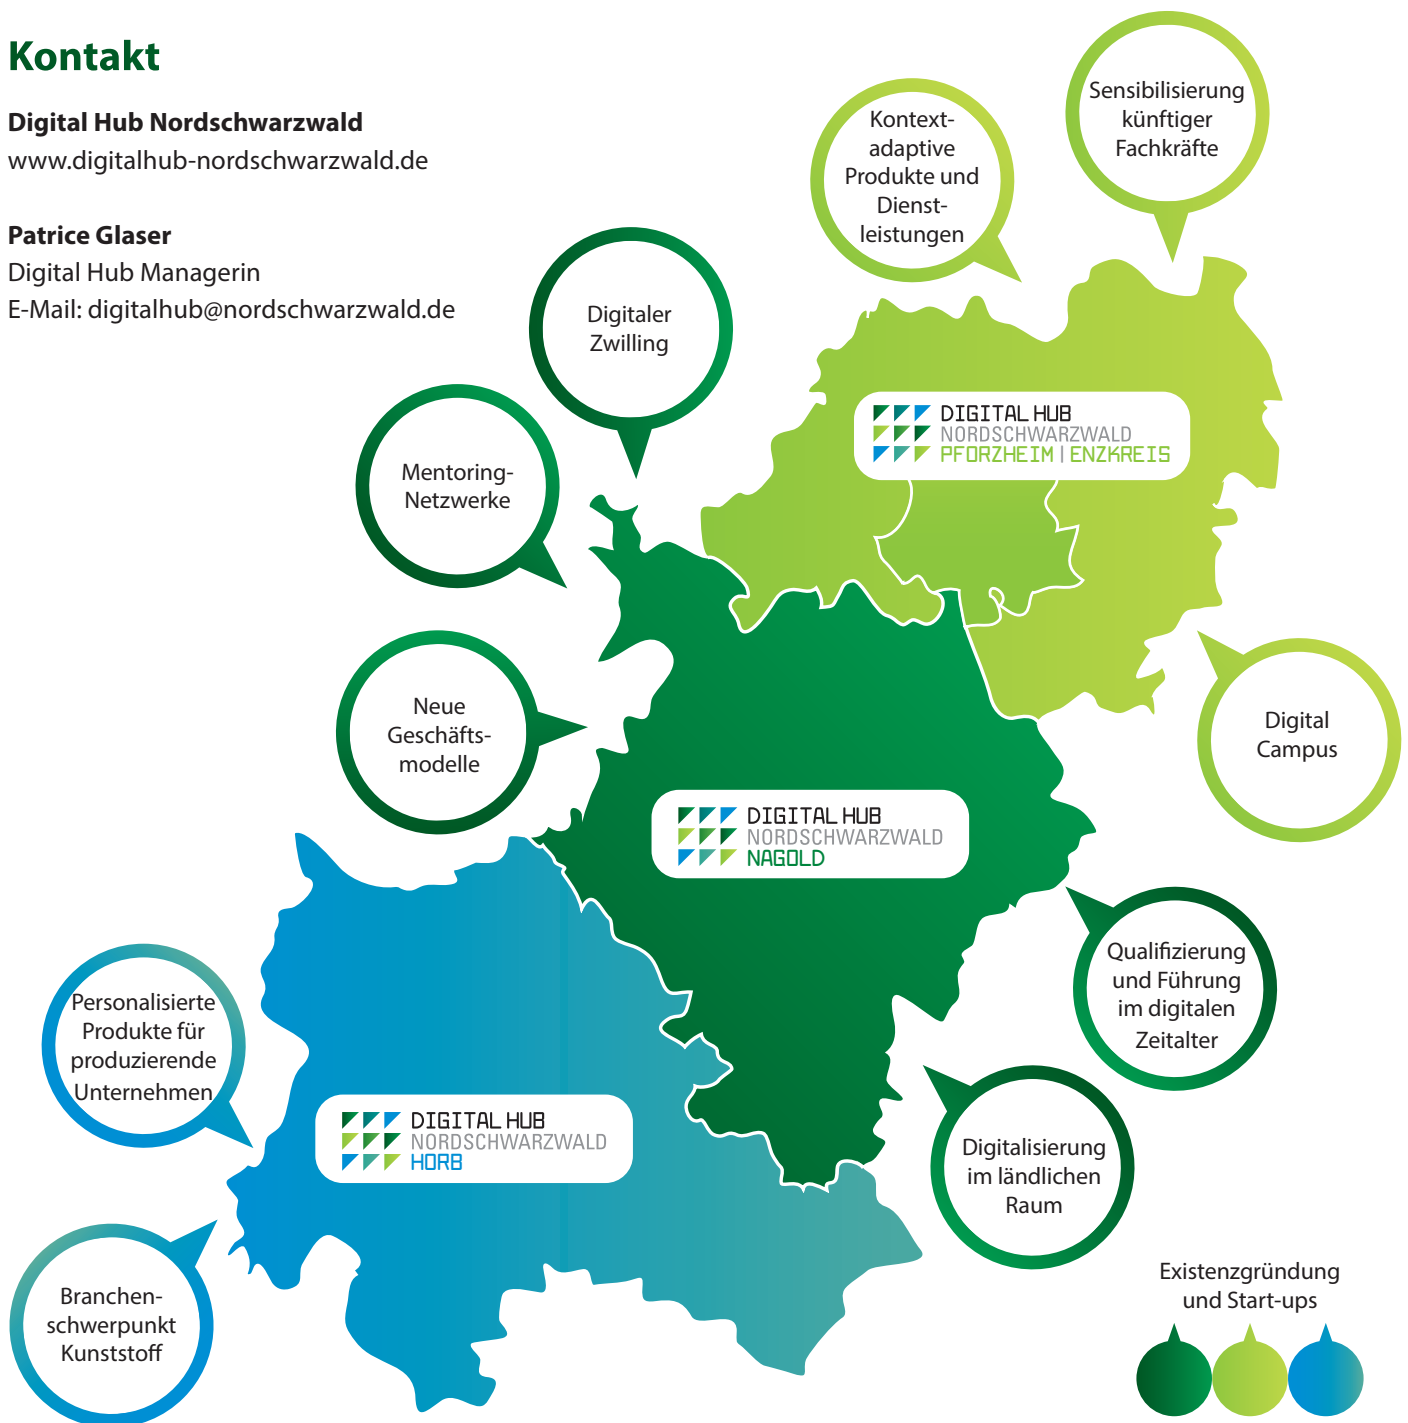 Kontakt
Digital Hub Nordschwarzwald
www.digitalhub-nordschwarzwald.de
Patrice Glaser
Digital Hub Managerin
E-Mail: digitalhub@nordschwarzwald.de
Sensibilisierung
künftiger
Fachkräfte
Kontext-
adaptive
Produkte und
Dienst-
leistungen
Digitaler
Zwilling
Mentoring-
Netzwerke
DIGITAL HUB
NORDSCHWARZWALD
PFORZHEIM | ENZKREIS
Neue
Geschäfts-
modelle
Digital
Campus
DIGITAL HUB
NORDSCHWARZWALD
NAGOLD
Qualifizierung
und Führung
im digitalen
Zeitalter
Personalisierte
Produkte für
produzierende
Unternehmen
DIGITAL HUB
NORDSCHWARZWALD
HORB
Digitalisierung
im ländlichen
Raum
Branchen-
schwerpunkt
Kunststoff
Existenzgründung
und Start-ups